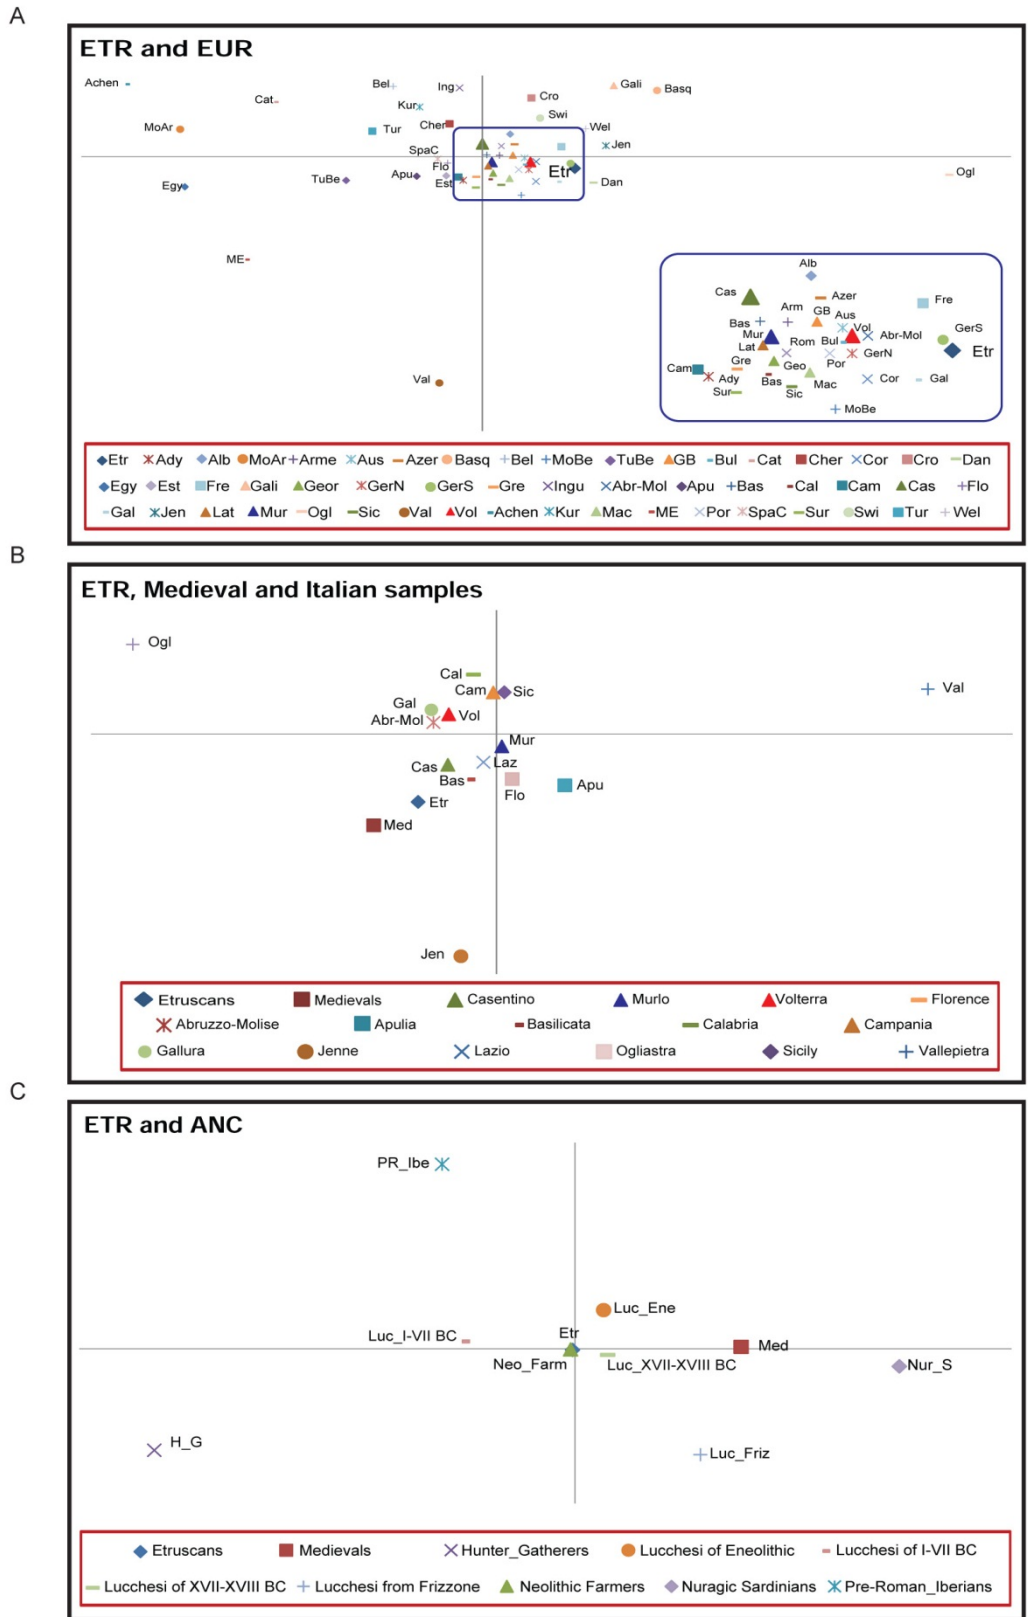 A
ETR and EUR
Achen
Bel
Ing
Gali
Basq
Cat
Kur
Cro
MoAr
Tur
Cher
Swi
Wel
SpaC
Jen
Flo
Egy
TuBe
Apu
Est
Etr
Dan
Ogl
ME
Val
Alb
Cas
Azer
Fre
Arm
GB
Aus
Bas
Vol
Abr-Mol
GerS
Mur
Rom
Bul
Etr
Lat
GerN
Gre
Geo
Por
Cam
Ady
Bas
Mac
Cor
Gal
Sur
Sic
MoBe
Etr Ady Alb MoAr Arme Aus Azer Basq Bel MoBe TuBe GB Bul Cat Cher Cor Cro Dan
Egy Est Fre Gali Geor GerN GerS Gre Ingu Abr-Mol Apu Bas Cal Cam Cas Flo
Gal Jen Lat Mur Ogl Sic Val Vol Achen Kur Mac ME Por SpaC Sur Swi Tur Wel
B
ETR, Medieval and Italian samples
Ogl
Cal
Cam Sic
Val
Gal
Abr-Mol Vol
Mur
Cas Laz
Bas
Flo
Apu
Etr
Med
Jen
Etruscans Medievals Casentino Murlo Volterra Florence
Abruzzo-Molise Apulia Basilicata Calabria Campania
Gallura Jenne Lazio Ogliastra Sicily Vallepietra
C
ETR and ANC
PR_Ibe
Luc_Ene
Luc_I-VII BC
Etr
Med
Neo_Farm
Luc_XVII-XVIII BC
Nur_S
H_G
Luc_Friz
Etruscans Medievals Hunter_Gatherers Lucchesi of Eneolithic Lucchesi of I-VII BC
Lucchesi of XVII-XVIII BC Lucchesi from Frizzone Neolithic Farmers Nuragic Sardinians Pre-Roman_Iberians